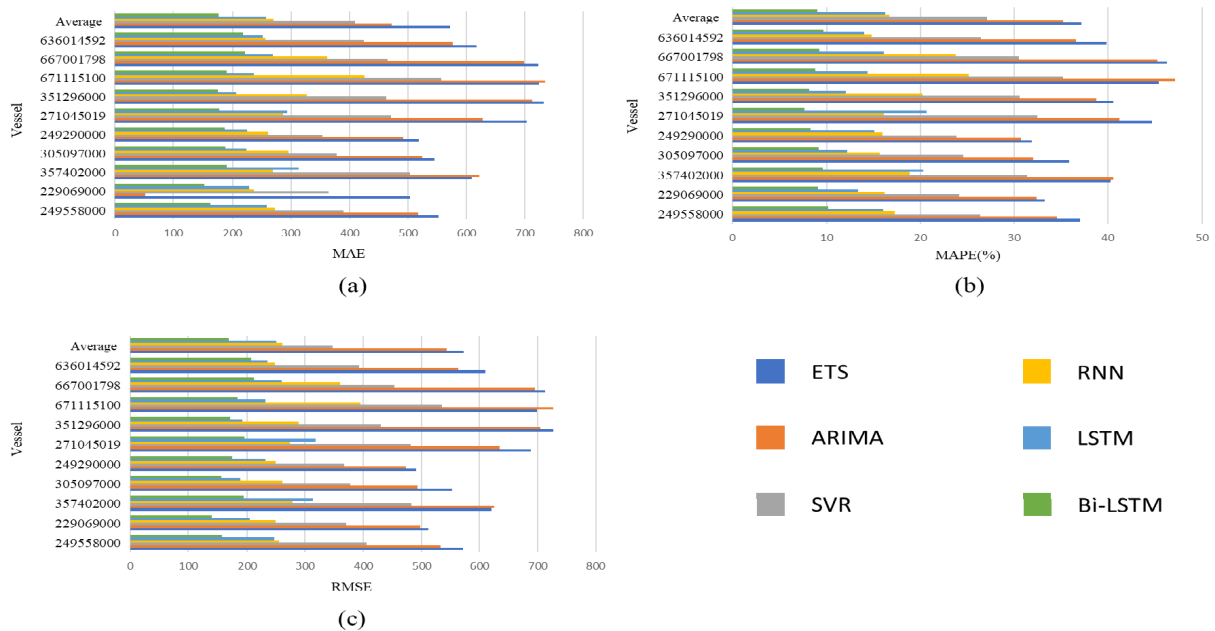 Average
636014592
667001798
671115100
351296000
271045019
249290000
305097000
357402000
229069000
249558000
Vessel
0 100 200 300 400 500 600 700 800
MAE
(a)
Average
636014592
667001798
671115100
351296000
271045019
249290000
305097000
357402000
229069000
249558000
Vessel
0 10 20 30 40 50
MAPE(%)
(b)
Average
636014592
667001798
671115100
351296000
271045019
249290000
305097000
357402000
229069000
249558000
Vessel
0 100 200 300 400 500 600 700 800
RMSE
(c)
ETS
RNN
ARIMA
LSTM
SVR
Bi-LSTM